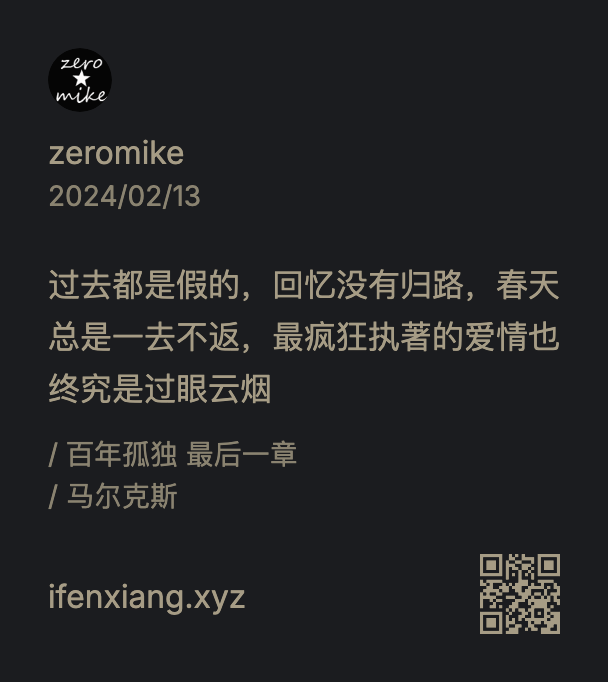 zero
mike
zeromike
2024/02/13
过去都是假的，回忆没有归路，春天
总是一去不返，最疯狂执著的爱情也
终究是过眼云烟
/ 百年孤独 最后一章
/ 马尔克斯
ifenxiang.xyz